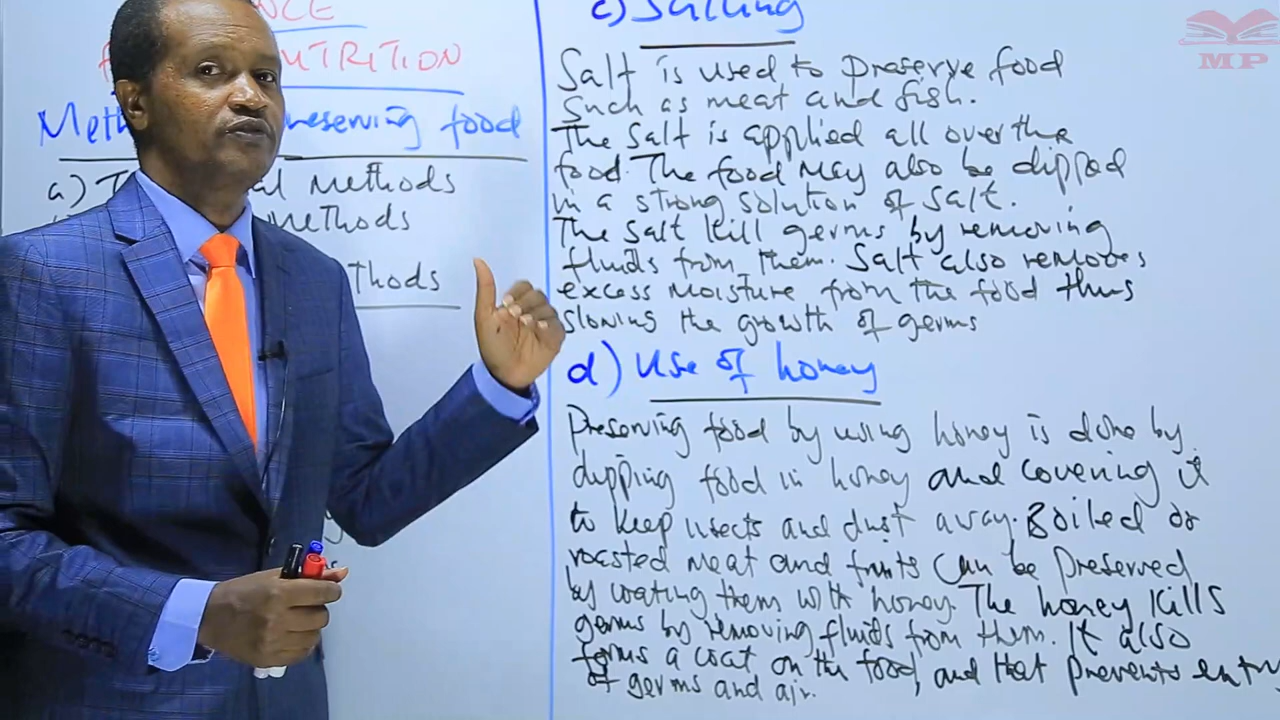 NCE
UTRITION
Meth reserving food
a) T al Methods
Methods
thods
c) Salting
Salt is used to preserve food
such as meat and fish.
The salt is applied all over the
food. The food may also be dipped
in a strong solution of salt.
The salt kill germs by removing
fluids from them. Salt also removes
excess moisture from the food thus
slowing the growth of germs
d) Use of honey
Preserving food by using honey is done by
dipping food in honey and covering it
to keep insects and dust away. Boiled or
roasted meat and fruits can be preserved
by coating them with honey. The honey kills
germs by removing fluids from them. It also
forms a coat on the food, and that prevents entry
of germs and air.
MP